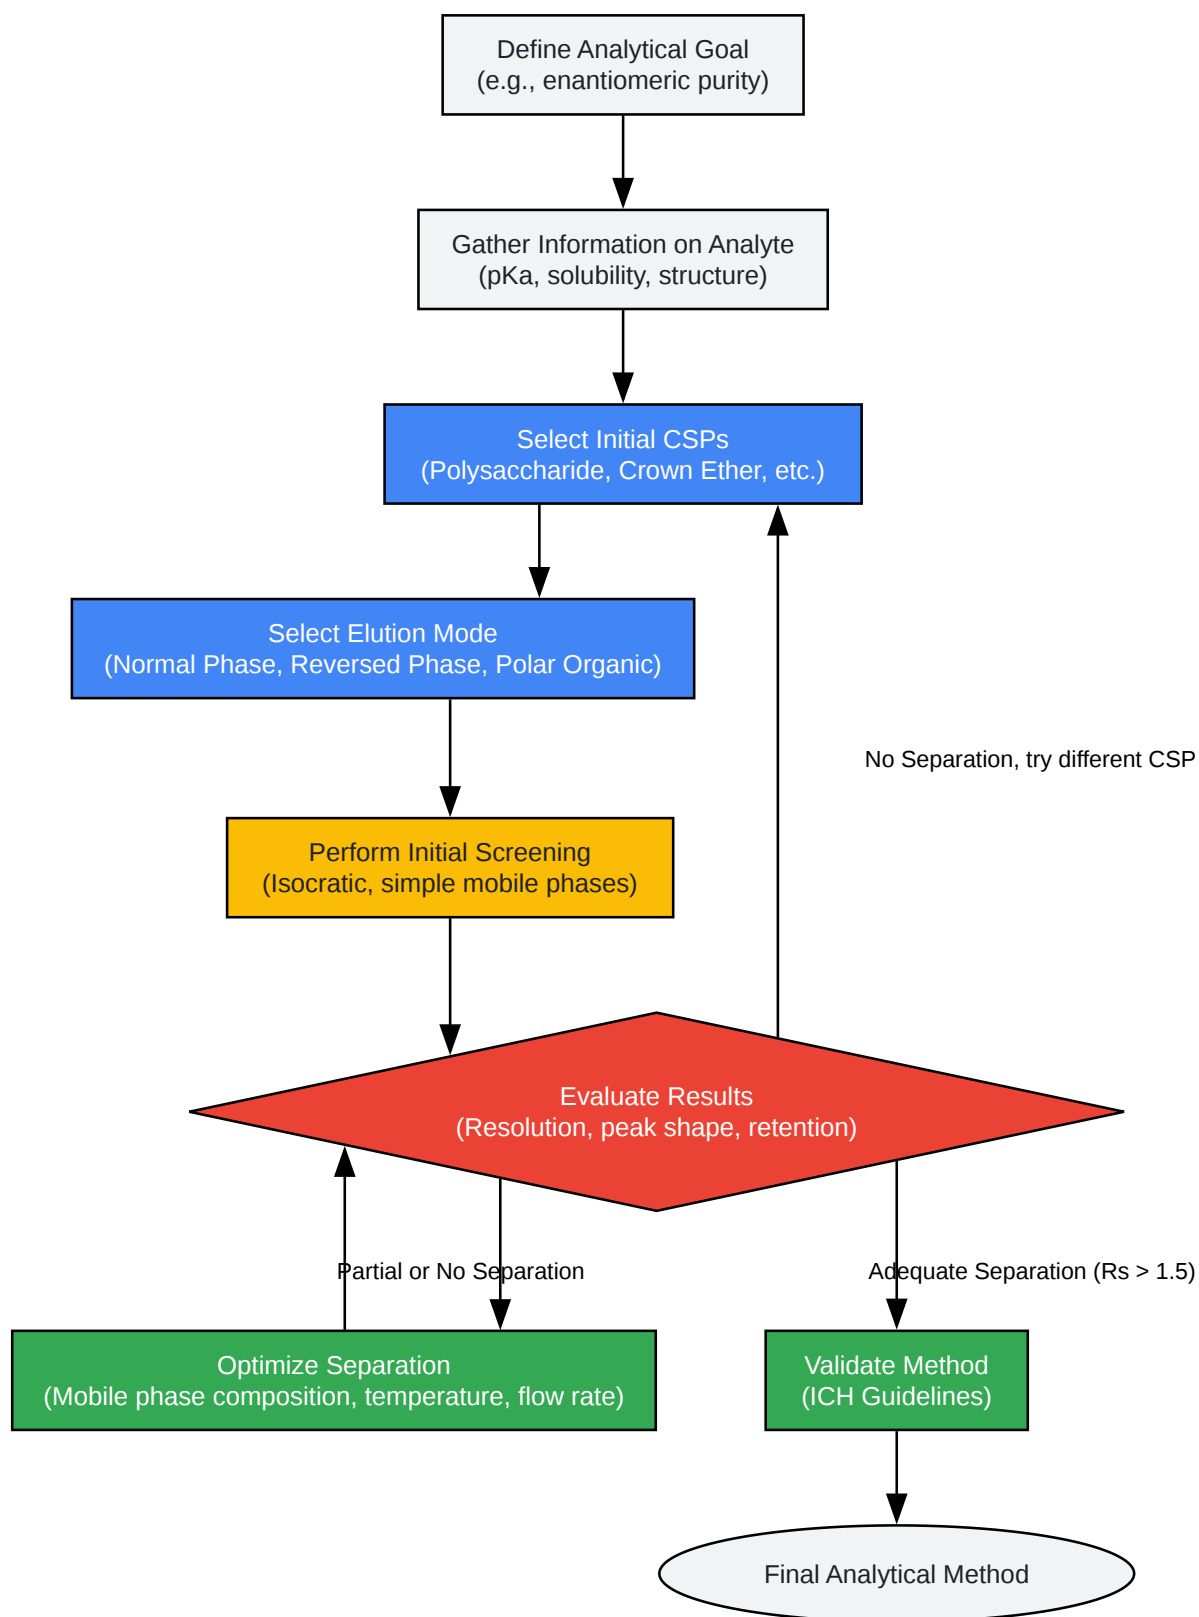 Define Analytical Goal
(e.g., enantiomeric purity)
Gather Information on Analyte
(pKa, solubility, structure)
Select Initial CSPs
(Polysaccharide, Crown Ether, etc.)
Select Elution Mode
(Normal Phase, Reversed Phase, Polar Organic)
No Separation, try different CSP
Perform Initial Screening
(Isocratic, simple mobile phases)
Evaluate Results
(Resolution, peak shape, retention)
Partial or No Separation
Adequate Separation (Rs > 1.5)
Optimize Separation
(Mobile phase composition, temperature, flow rate)
Validate Method
(ICH Guidelines)
Final Analytical Method